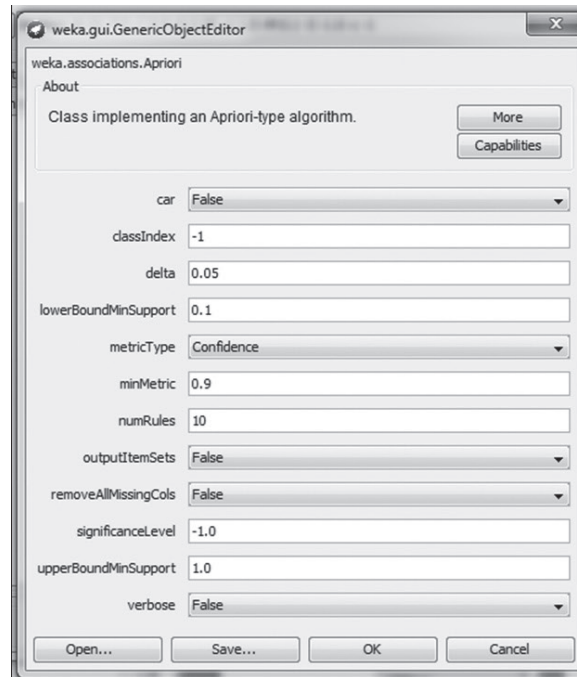 weka.gui.GenericObjectEditor
weka.associations.Apriori
About
Class implementing an Apriori-type algorithm.
More
Capabilities
car False
classIndex -1
delta 0.05
lowerBoundMinSupport 0.1
metricType Confidence
minMetric 0.9
numRules 10
outputItemSets False
removeAllMissingCols False
significanceLevel -1.0
upperBoundMinSupport 1.0
verbose False
Open... Save... OK Cancel